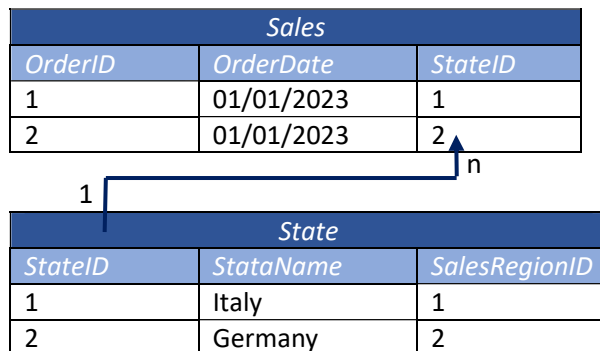 Sales
OrderID OrderDate StateID
1 01/01/2023 1
2 01/01/2023 2
n
1
State
StateID StataName SalesRegionID
1 Italy 1
2 Germany 2